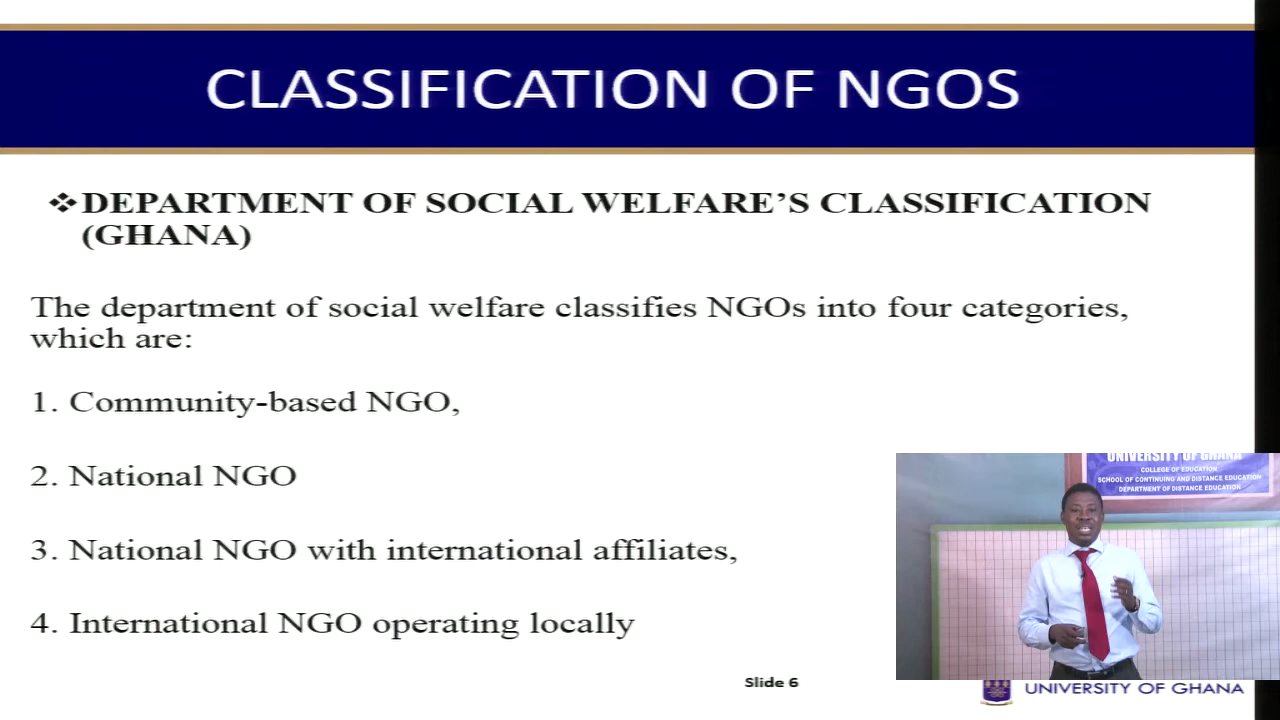 CLASSIFICATION OF NGOS
❖DEPARTMENT OF SOCIAL WELFARE’S CLASSIFICATION
(GHANA)
The department of social welfare classifies NGOs into four categories,
which are:
1. Community-based NGO,
2. National NGO
3. National NGO with international affiliates,
4. International NGO operating locally
UNIVERSITY OF GHANA
COLLEGE OF EDUCATION
SCHOOL OF CONTINUING AND DISTANCE EDUCATION
DEPARTMENT OF DISTANCE EDUCATION
Slide 6
UNIVERSITY OF GHANA